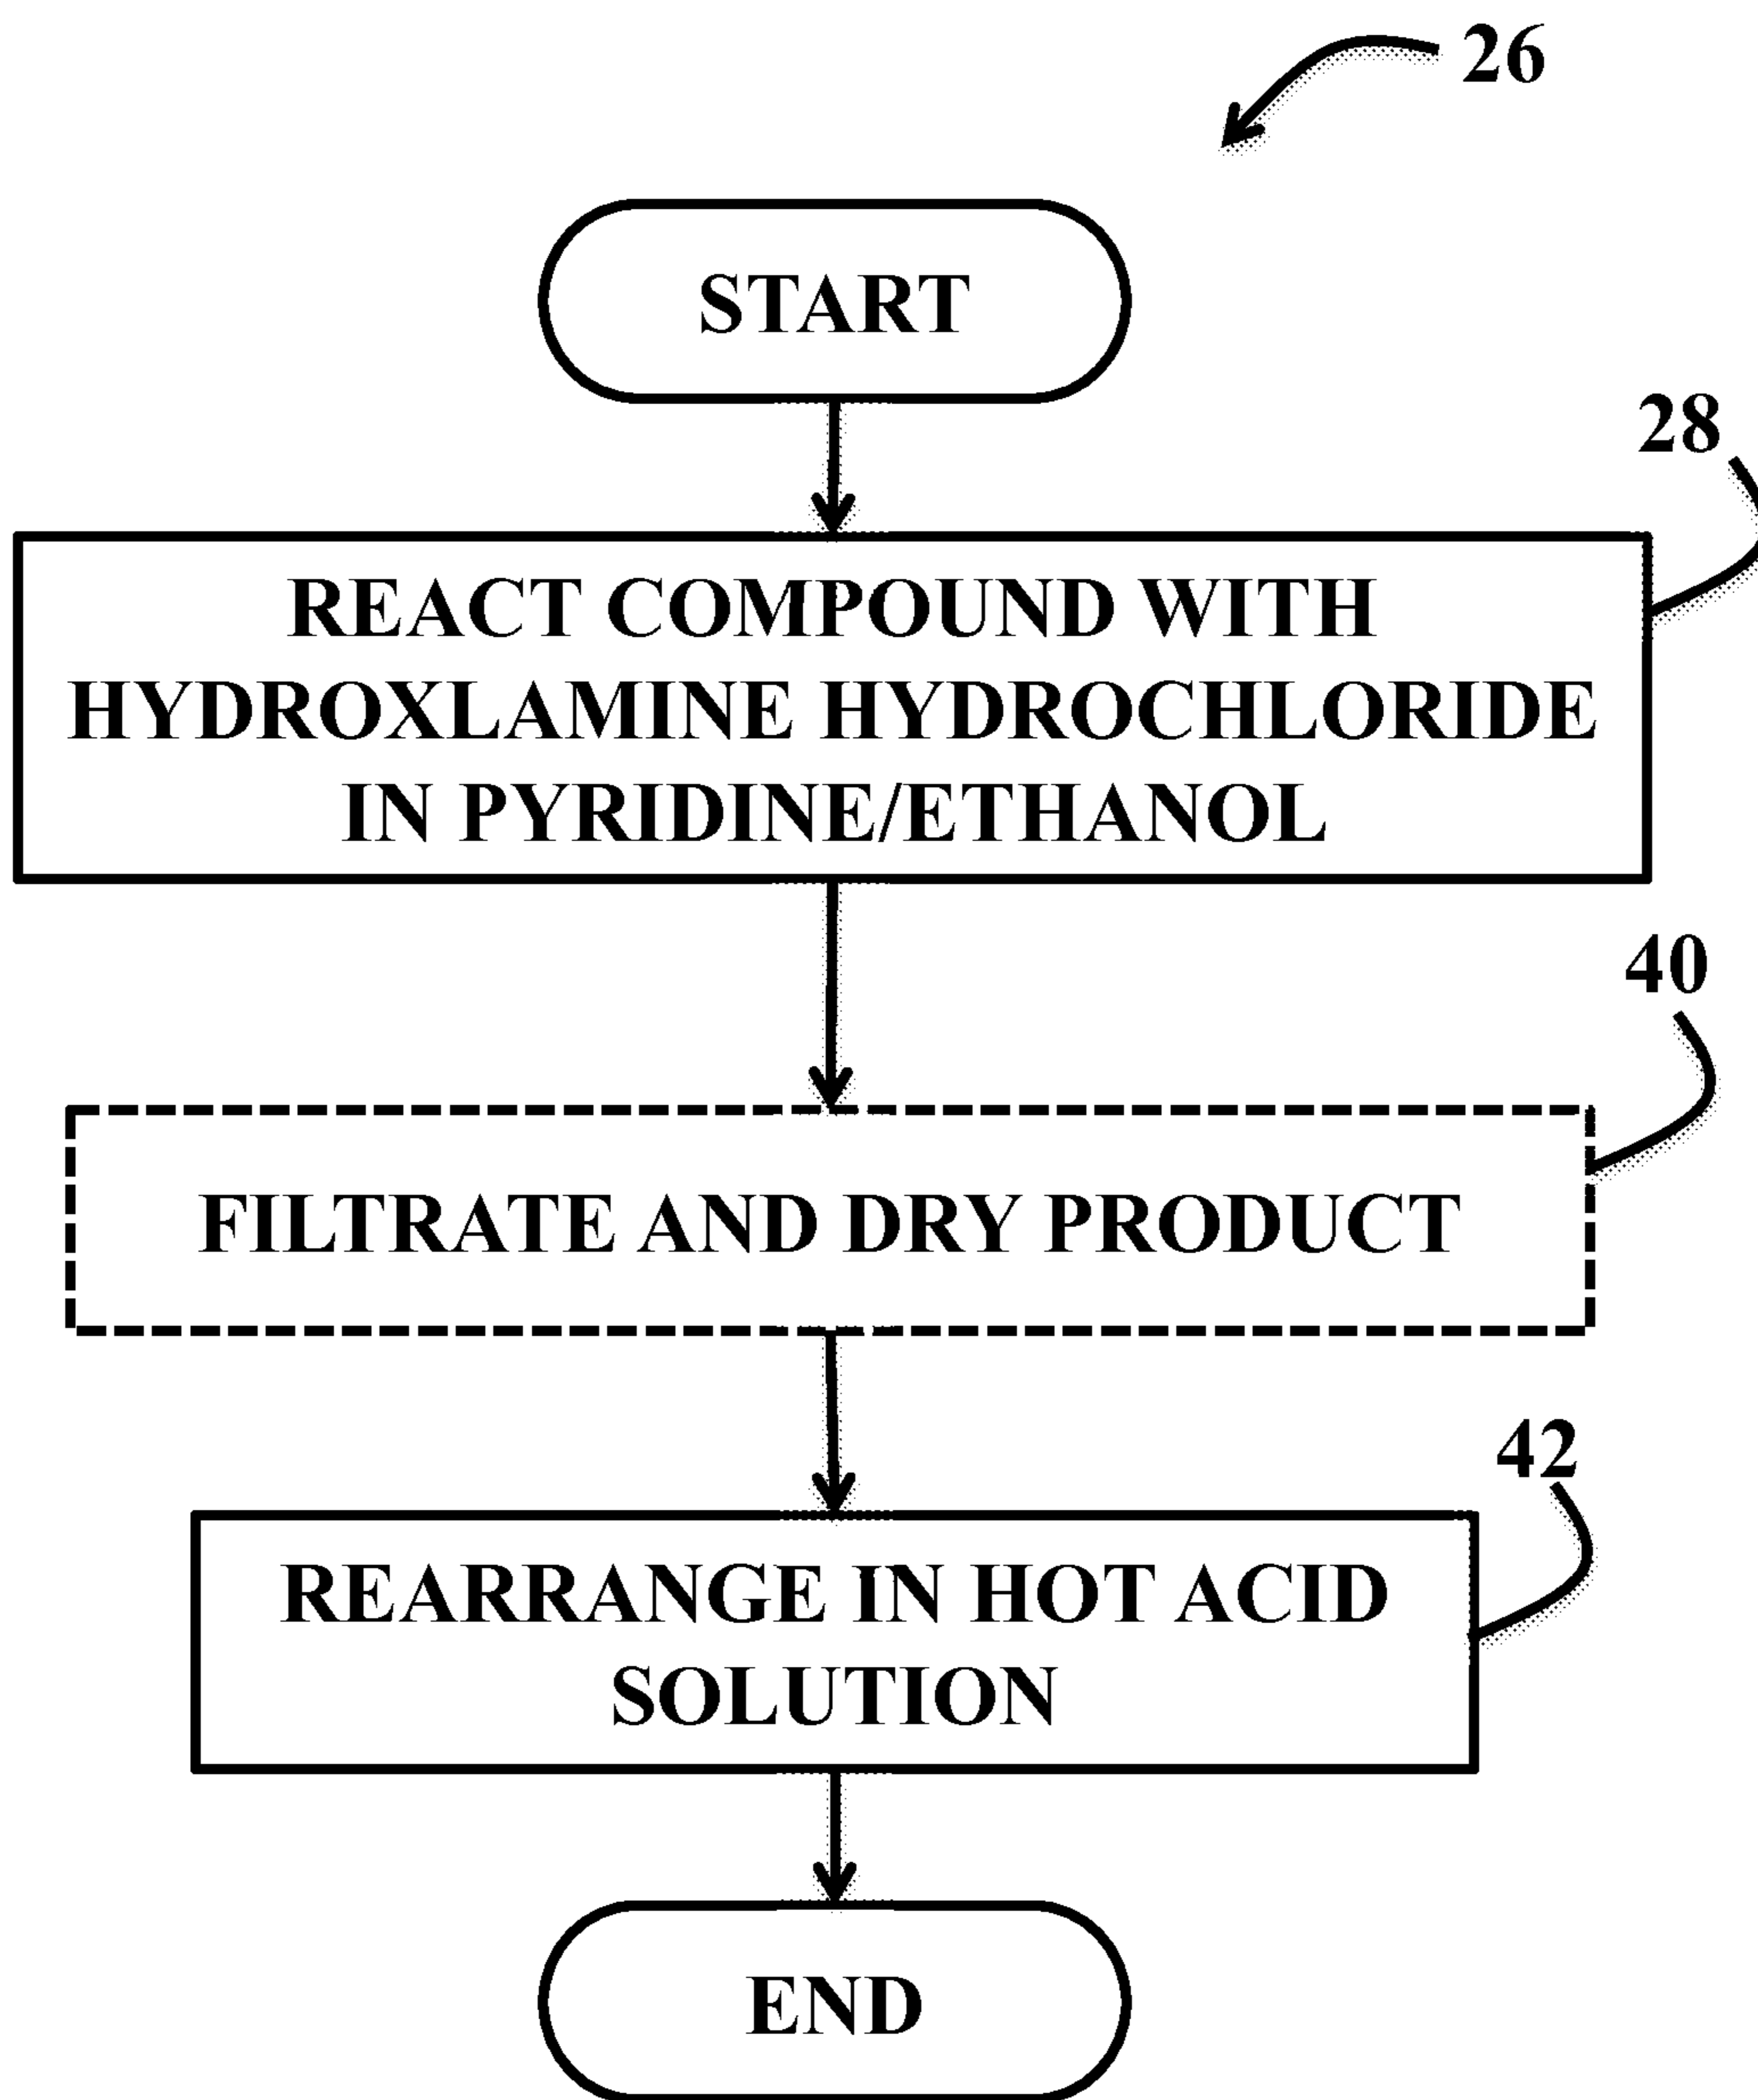 26
START
28
REACT COMPOUND WITH
HYDROXLAMINE HYDROCHLORIDE
IN PYRIDINE/ETHANOL
40
FILTRATE AND DRY PRODUCT
42
REARRANGE IN HOT ACID
SOLUTION
END